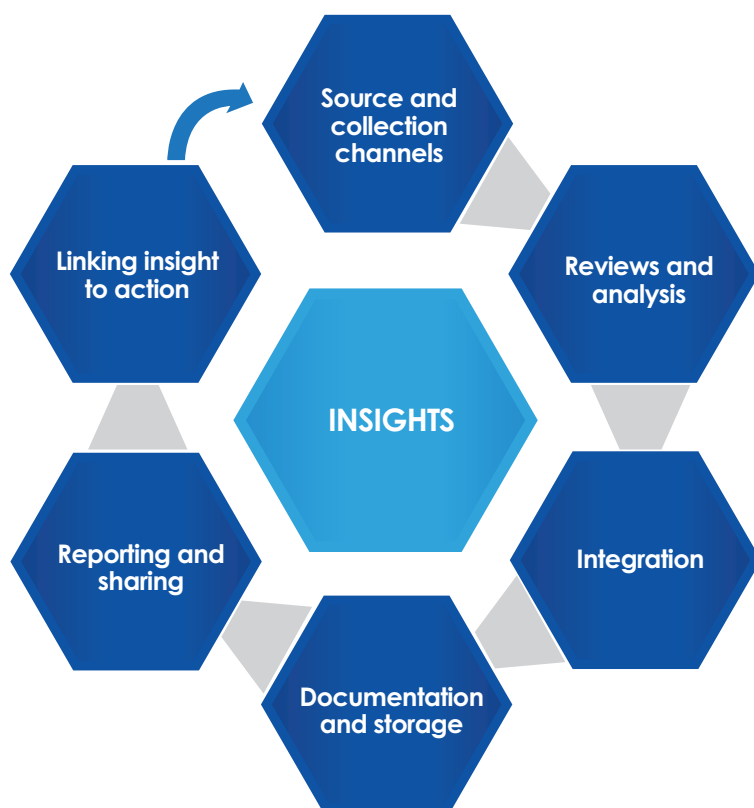 Source and
collection
channels
Reviews and
analysis
Integration
Documentation
and storage
Reporting and
sharing
Linking insight
to action
INSIGHTS